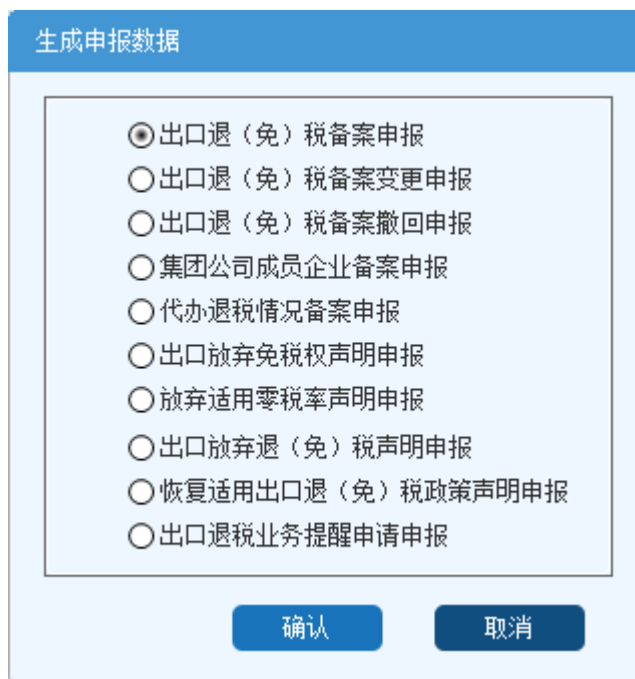 生成申报数据
出口退（免）税备案申报
出口退（免）税备案变更申报
出口退（免）税备案撤回申报
集团公司成员企业备案申报
代办退税情况备案申报
出口放弃免税权声明申报
放弃适用零税率声明申报
出口放弃退（免）税声明申报
恢复适用出口退（免）税政策声明申报
出口退税业务提醒申请申报
确认 取消